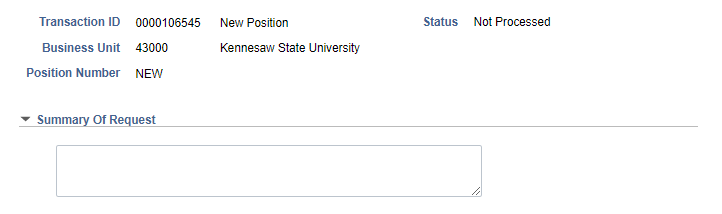 Transaction ID 0000106545 New Position Status Not Processed
Business Unit 43000 Kennesaw State University
Position Number NEW
Summary Of Request